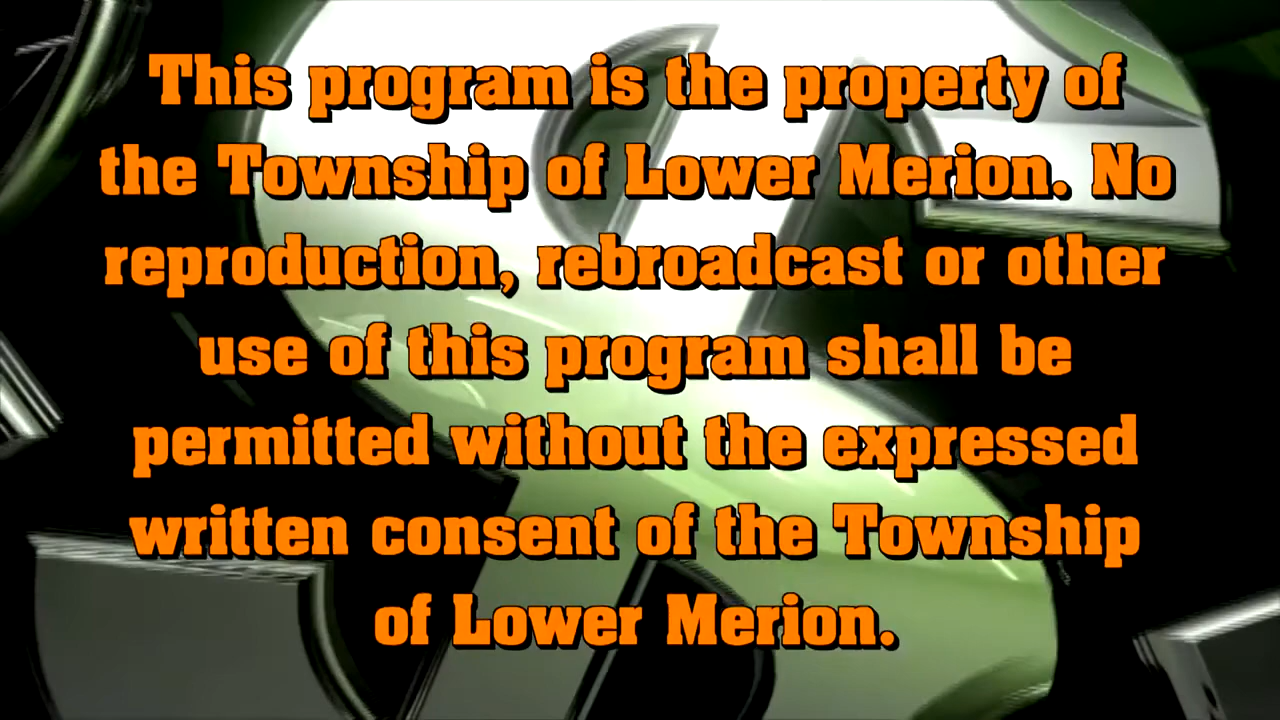 This program is the property of
the Township of Lower Merion. No
reproduction, rebroadcast or other
use of this program shall be
permitted without the expressed
written consent of the Township
of Lower Merion.